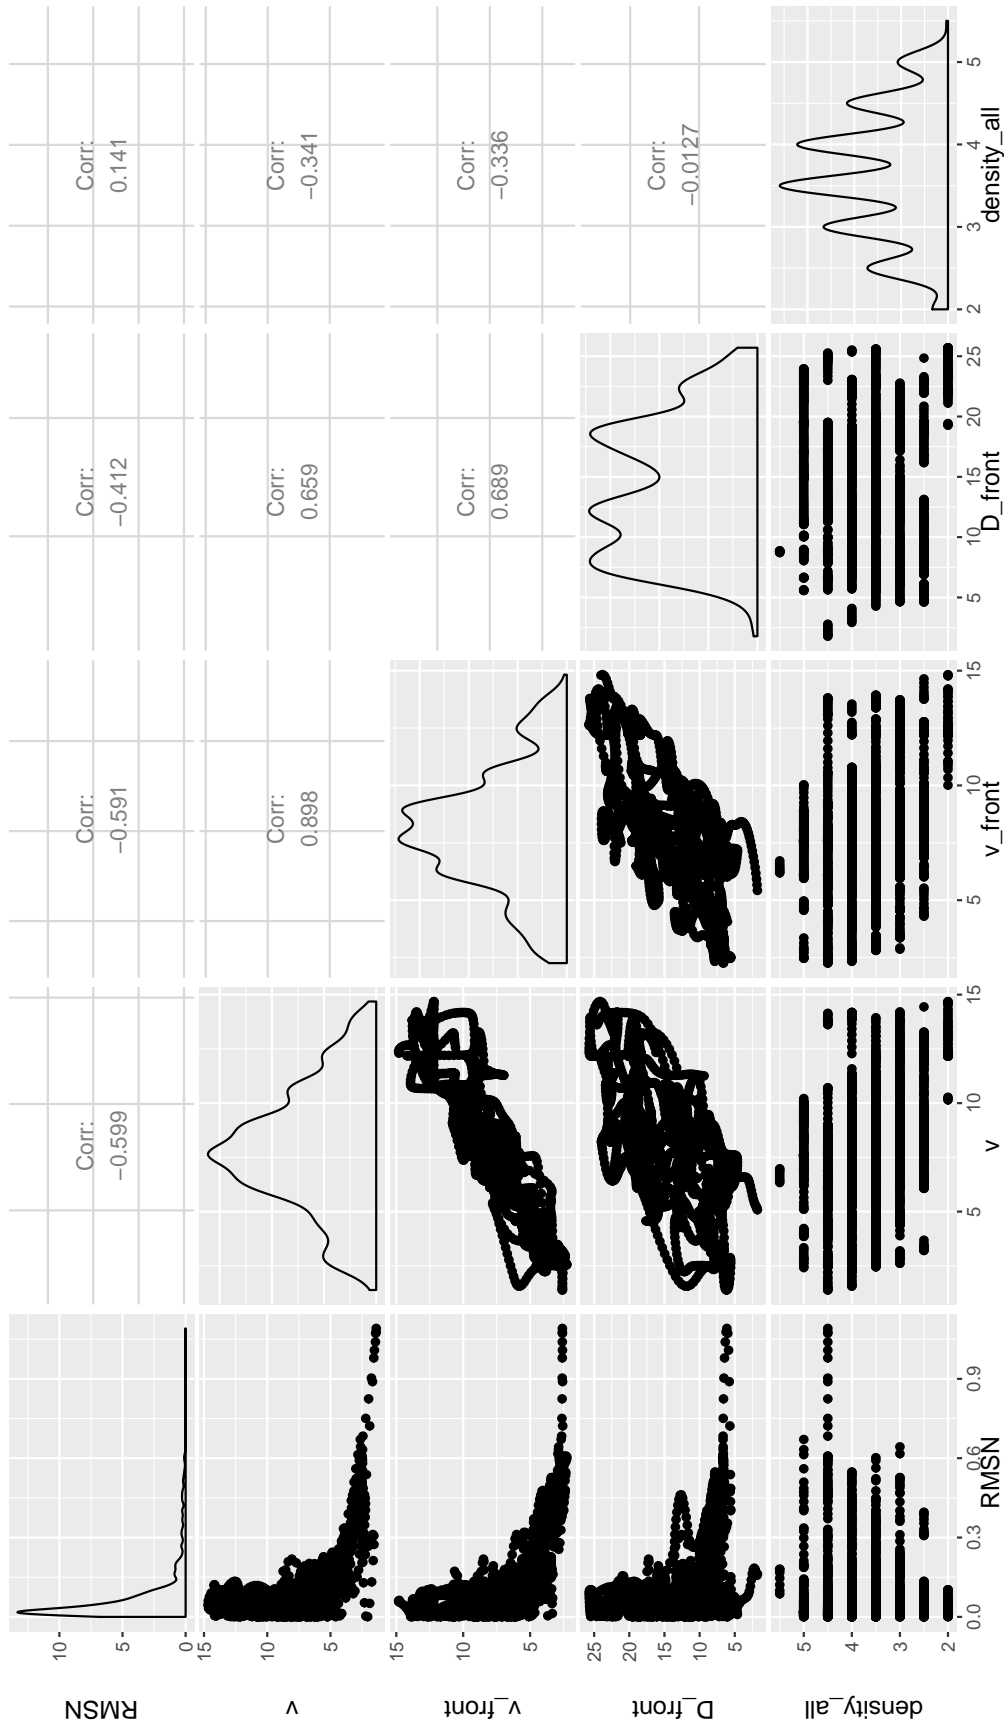 RMSN
v
v_front
D_front
density_all
10
5
0
Corr:
−0.599
Corr:
−0.591
Corr:
−0.412
Corr:
0.141
15
10
5
Corr:
0.898
Corr:
0.659
Corr:
−0.341
15
10
5
Corr:
0.689
Corr:
−0.336
25
20
15
10
5
Corr:
−0.0127
5
4
3
2
0.0 0.3 0.6 0.9
5 10 15
5 10 15
5 10 15 20 25
2 3 4 5
RMSN
v
v_front
D_front
density_all